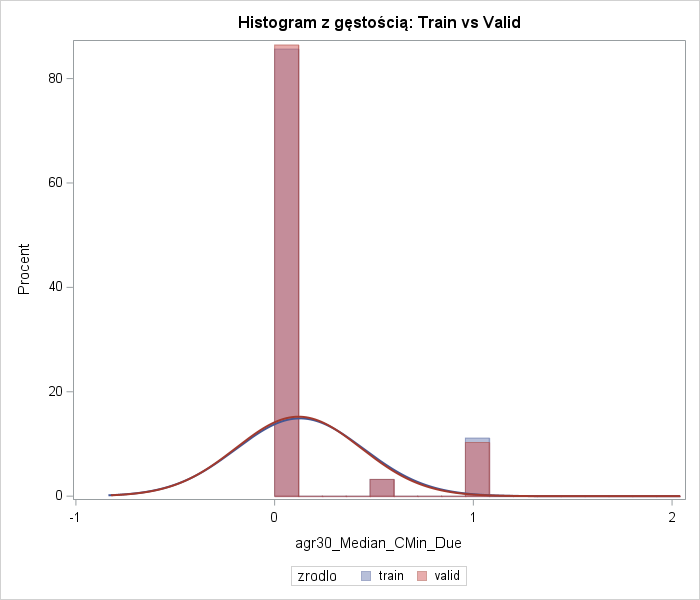 Histogram z gęstością: Train vs Valid
Procent
80
60
40
20
0
-1 0 1 2
agr30_Median_CMin_Due
zrodlo train valid